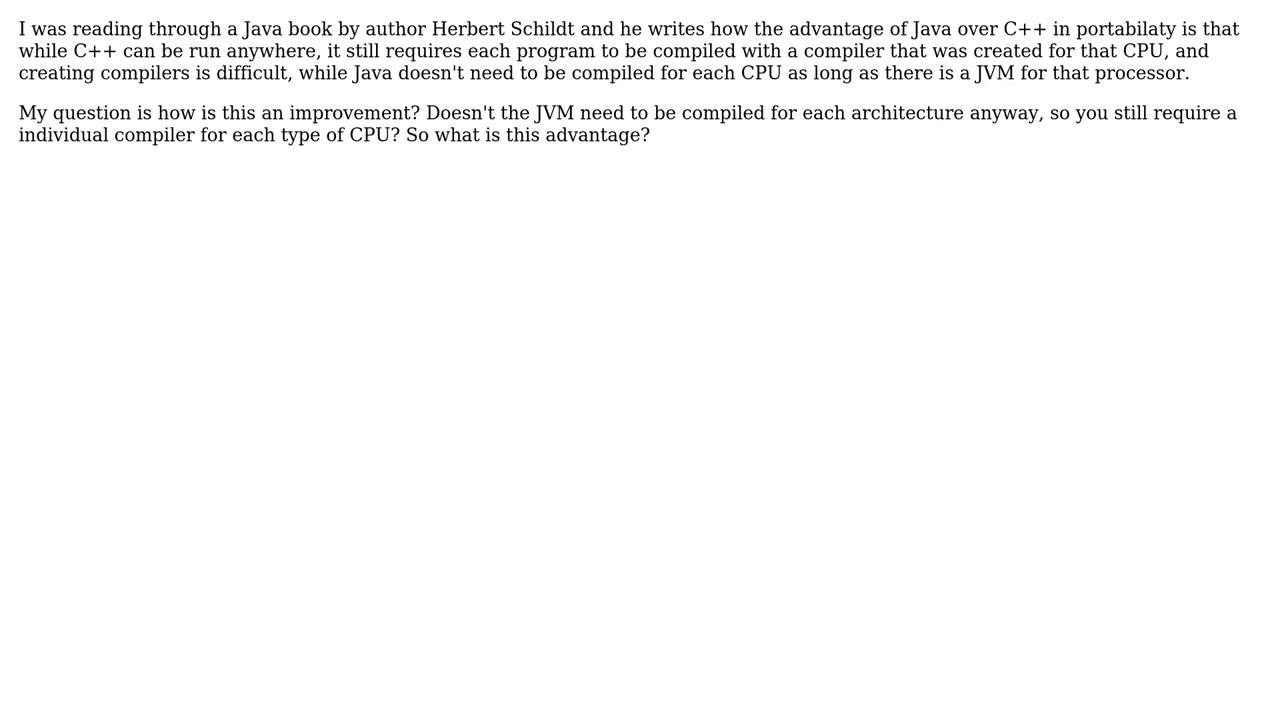 I was reading through a Java book by author Herbert Schildt and he writes how the advantage of Java over C++ in portabilaty is that
while C++ can be run anywhere, it still requires each program to be compiled with a compiler that was created for that CPU, and
creating compilers is difficult, while Java doesn't need to be compiled for each CPU as long as there is a JVM for that processor.
My question is how is this an improvement? Doesn't the JVM need to be compiled for each architecture anyway, so you still require a
individual compiler for each type of CPU? So what is this advantage?